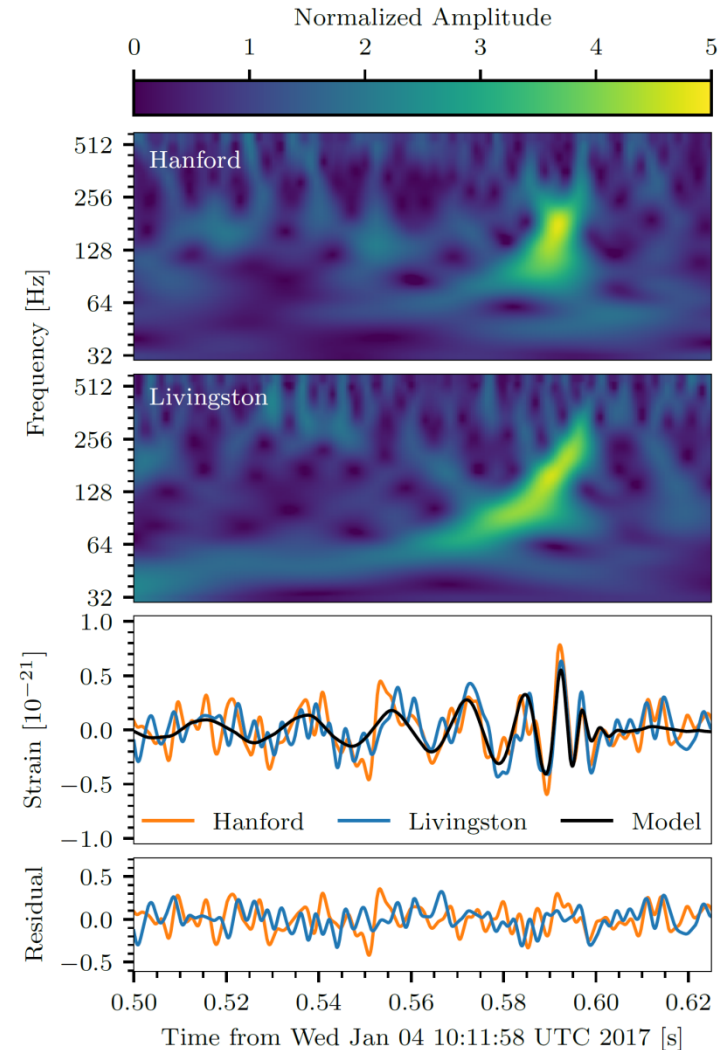 Normalized Amplitude
0 1 2 3 4 5
Hanford
512
256
128
64
32
Frequency [Hz]
Livingston
512
256
128
64
32
1.0
0.5
0.0
−0.5
−1.0
Strain [10−21]
Hanford Livingston Model
0.5
0.0
−0.5
Residual
0.50 0.52 0.54 0.56 0.58 0.60 0.62
Time from Wed Jan 04 10:11:58 UTC 2017 [s]